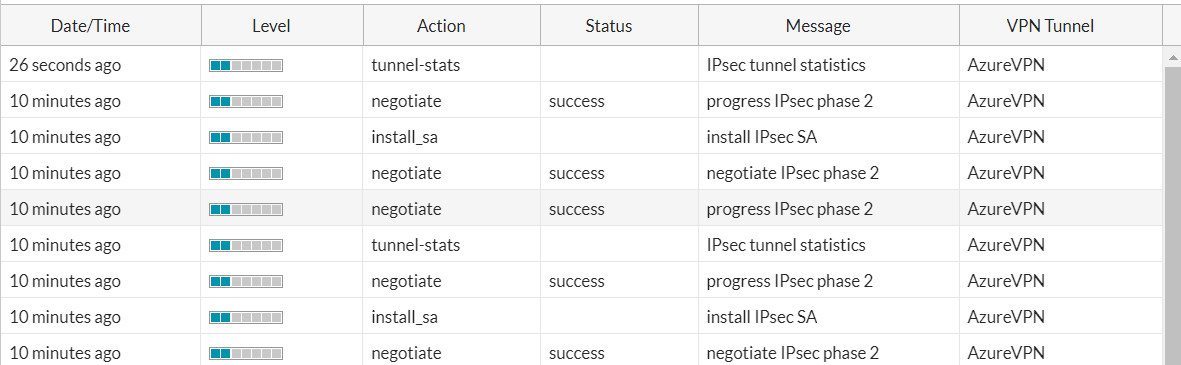 Date/Time Level Action Status Message VPN Tunnel
26 seconds ago tunnel-stats IPsec tunnel statistics AzureVPN
10 minutes ago negotiate success progress IPsec phase 2 AzureVPN
10 minutes ago install_sa install IPsec SA AzureVPN
10 minutes ago negotiate success negotiate IPsec phase 2 AzureVPN
10 minutes ago negotiate success progress IPsec phase 2 AzureVPN
10 minutes ago tunnel-stats IPsec tunnel statistics AzureVPN
10 minutes ago negotiate success progress IPsec phase 2 AzureVPN
10 minutes ago install_sa install IPsec SA AzureVPN
10 minutes ago negotiate success negotiate IPsec phase 2 AzureVPN